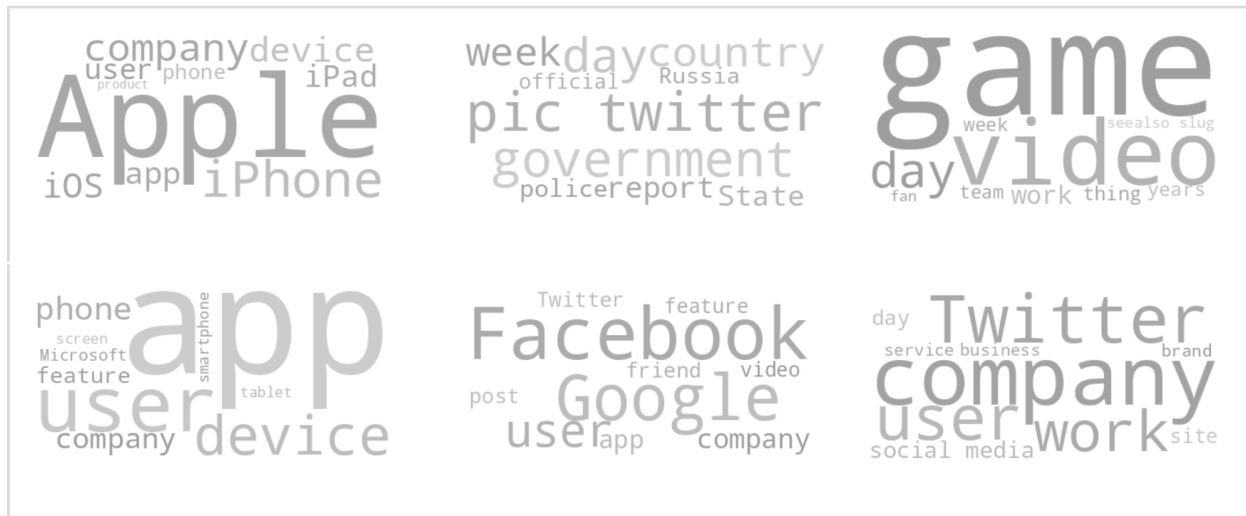 company device
user phone iPad
product
Apple
iOS app iPhone
week day country
official Russia
pic twitter
government
police report State
game
week seealso slug
video
day
fan team work thing years
phone
app
smartphone
screen
Microsoft
feature
tablet
user
company device
Twitter feature
Facebook
friend video
post Google
user app company
day Twitter
service business brand
company
user work site
social media